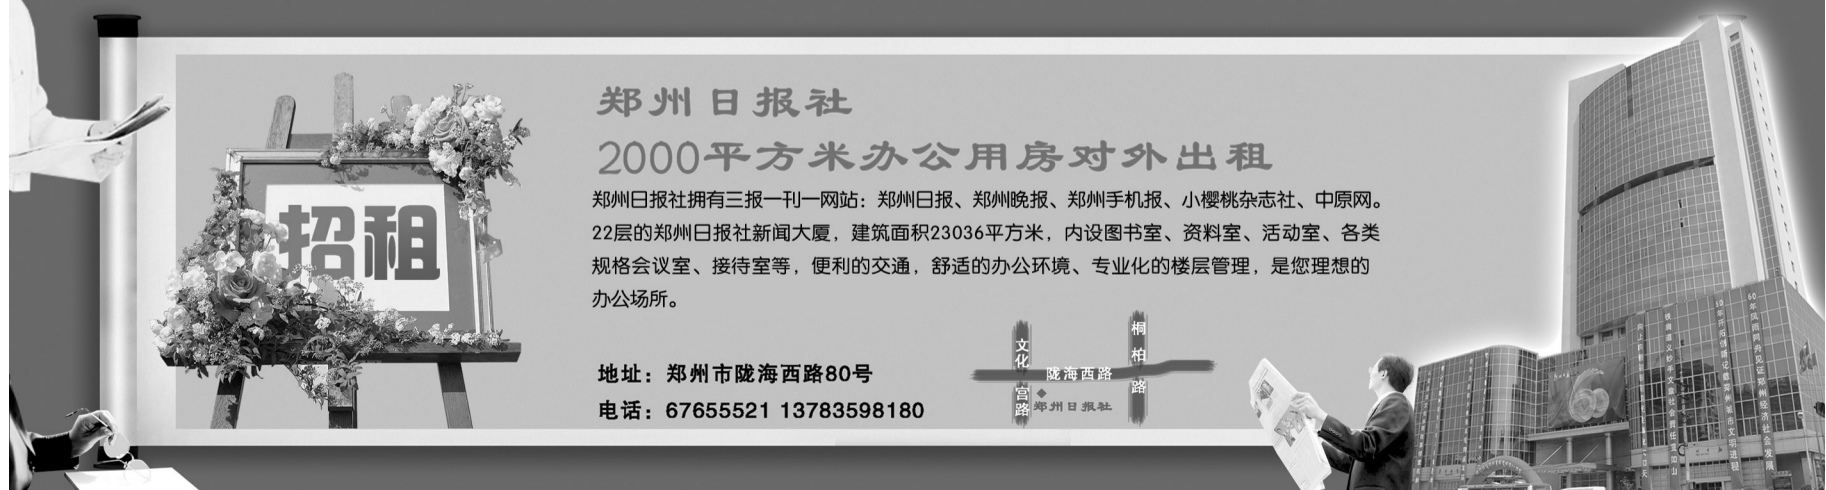 招租
郑州日报社
2000平方米办公用房对外出租
郑州日报社拥有三报一刊一网站：郑州日报、郑州晚报、郑州手机报、小樱桃杂志社、中原网。
22层的郑州日报社新闻大厦，建筑面积23036平方米，内设图书室、资料室、活动室、各类
规格会议室、接待室等，便利的交通，舒适的办公环境、专业化的楼层管理，是您理想的
办公场所。
地址：郑州市陇海西路80号
电话：67655521 13783598180
文化宫路
桐柏路
陇海西路
郑州日报社